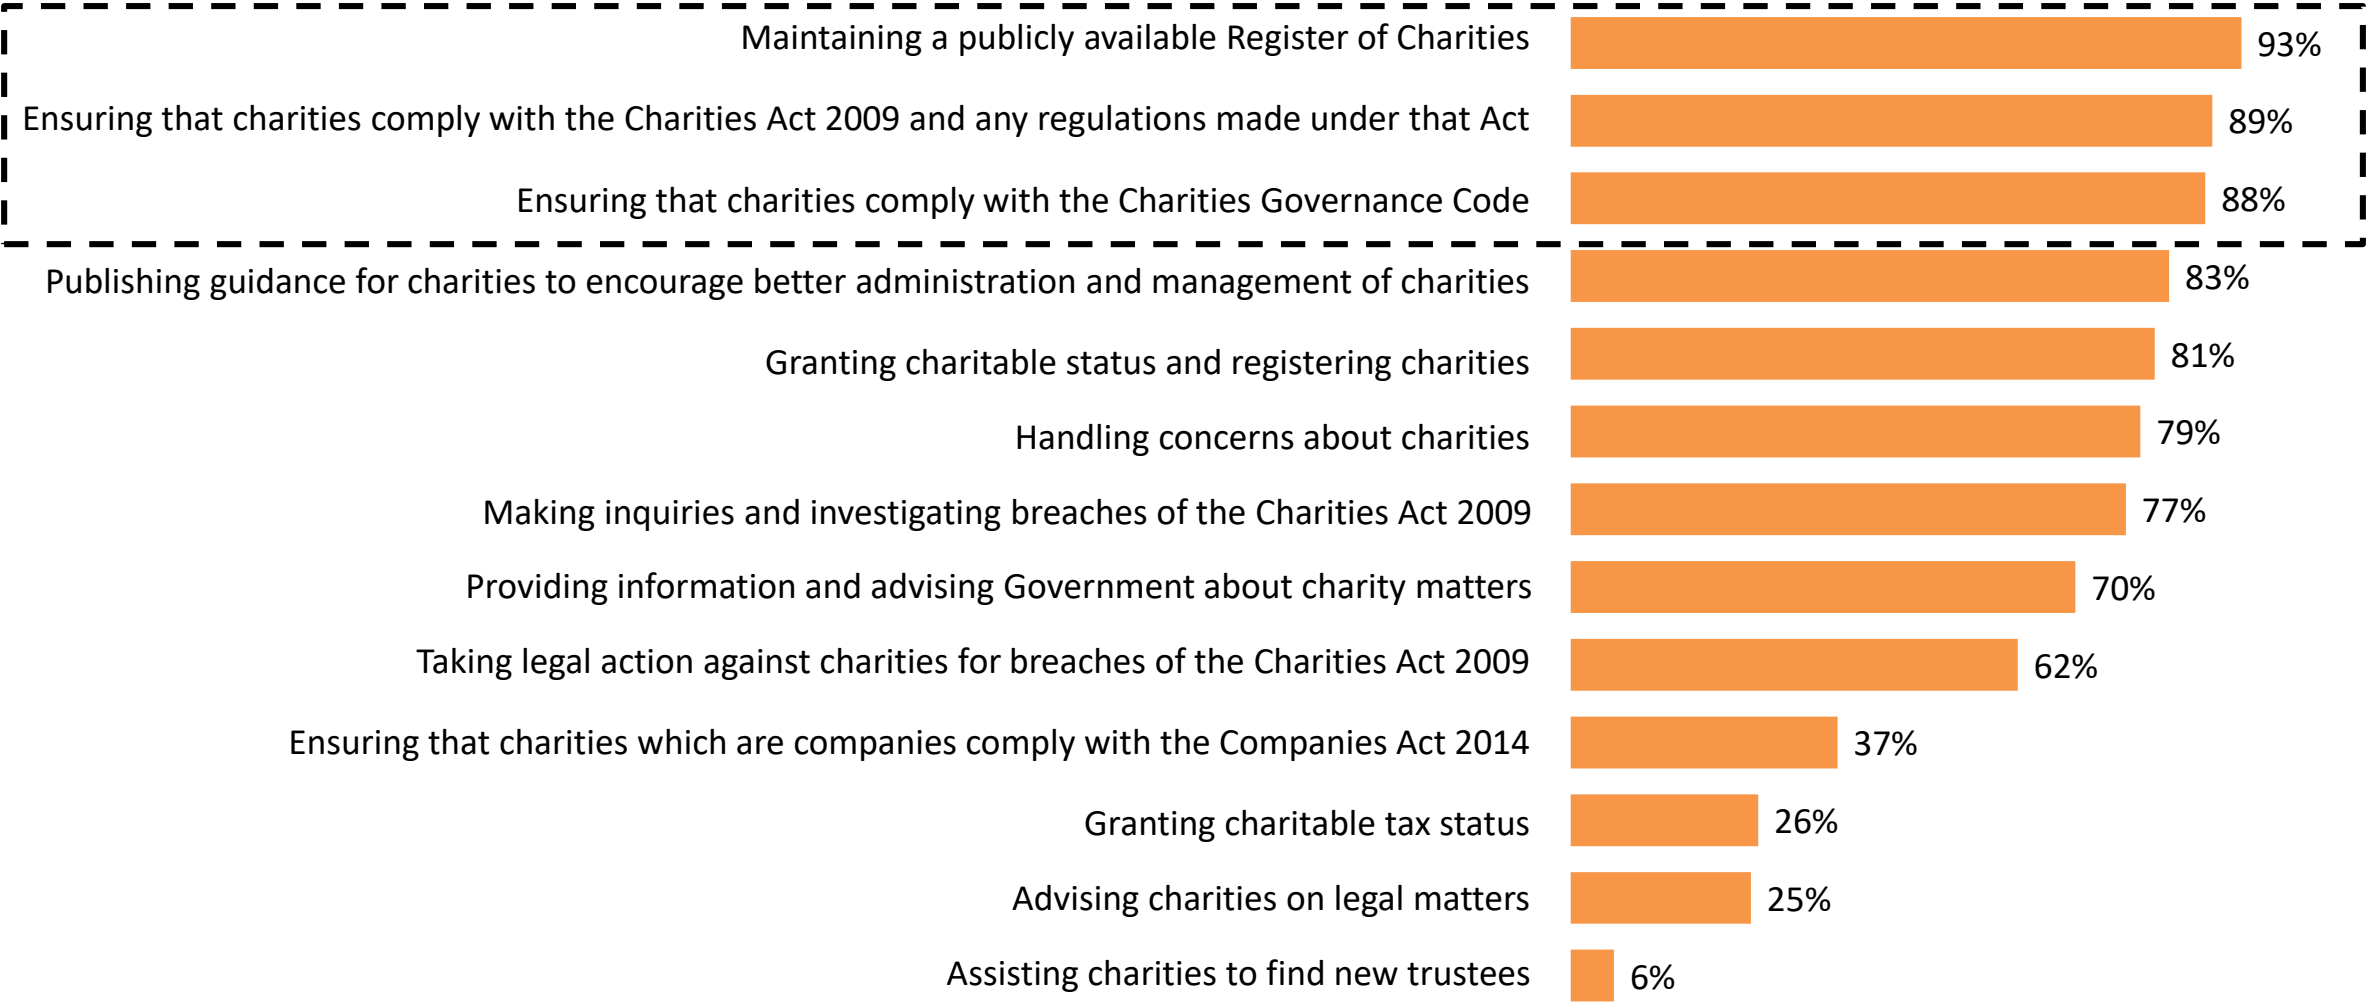 Maintaining a publicly available Register of Charities 93%
Ensuring that charities comply with the Charities Act 2009 and any regulations made under that Act 89%
Ensuring that charities comply with the Charities Governance Code 88%
Publishing guidance for charities to encourage better administration and management of charities 83%
Granting charitable status and registering charities 81%
Handling concerns about charities 79%
Making inquiries and investigating breaches of the Charities Act 2009 77%
Providing information and advising Government about charity matters 70%
Taking legal action against charities for breaches of the Charities Act 2009 62%
Ensuring that charities which are companies comply with the Companies Act 2014 37%
Granting charitable tax status 26%
Advising charities on legal matters 25%
Assisting charities to find new trustees 6%